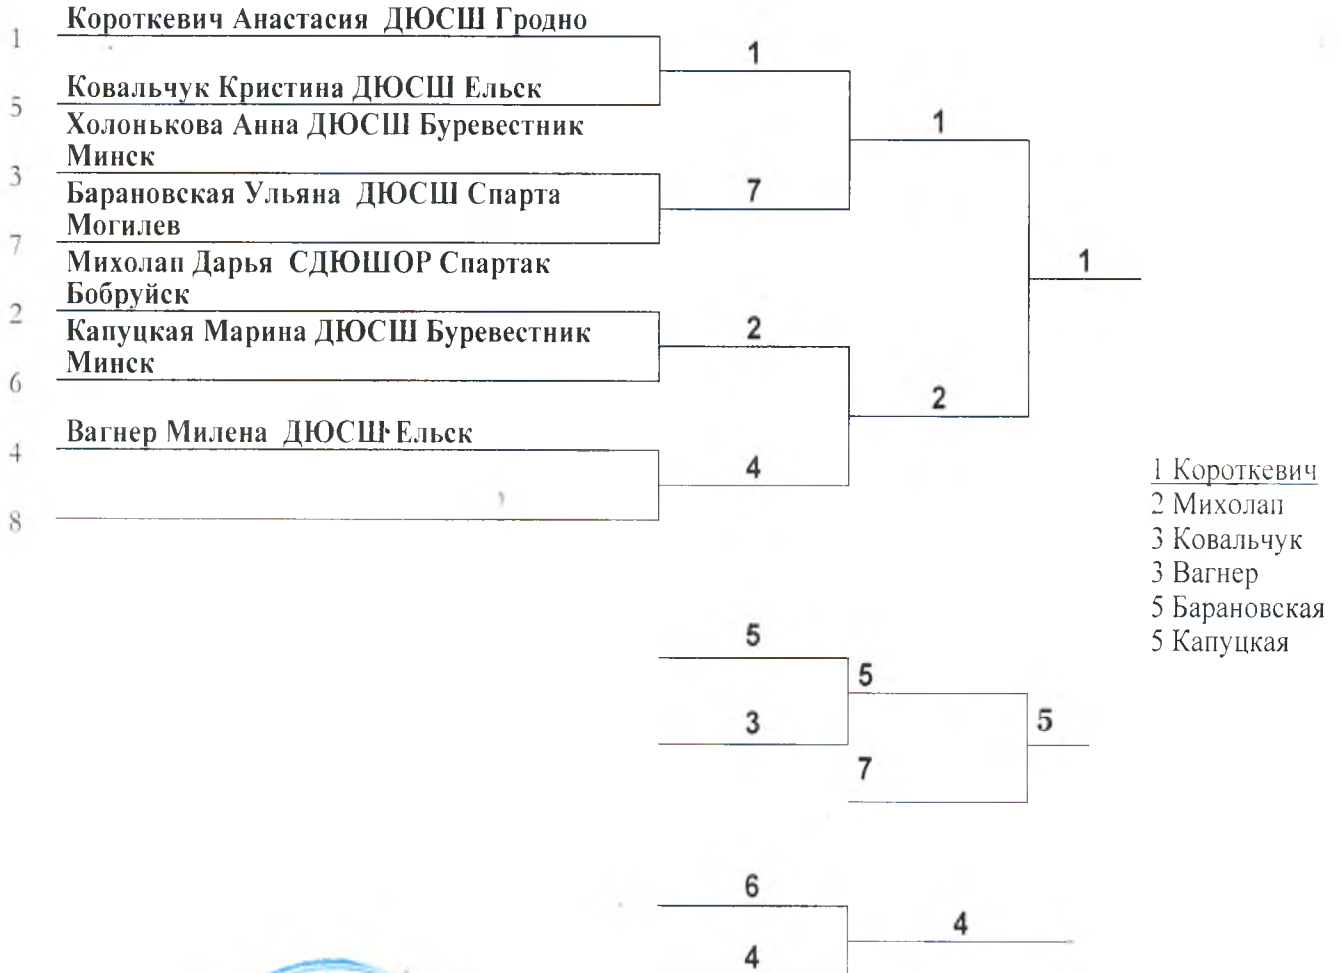 Короткевич Анастасия ДЮСШ Гродно
1
1
Ковальчук Кристина ДЮСШ Ельск
5
Холонькова Анна ДЮСШ Буревестник
Минск
1
3
Барановская Ульяна ДЮСШ Спарта
Могилев
7
7
Михолап Дарья СДЮШОР Спартак
Бобруйск
1
2
Капуцкая Марина ДЮСШ Буревестник
Минск
2
6
2
Вагнер Милена ДЮСШ Ельск
4
4
8
1 Короткевич
2 Михолап
3 Ковальчук
3 Вагнер
5 Барановская
5 Капуцкая
5
5
3
5
7
6
4
4